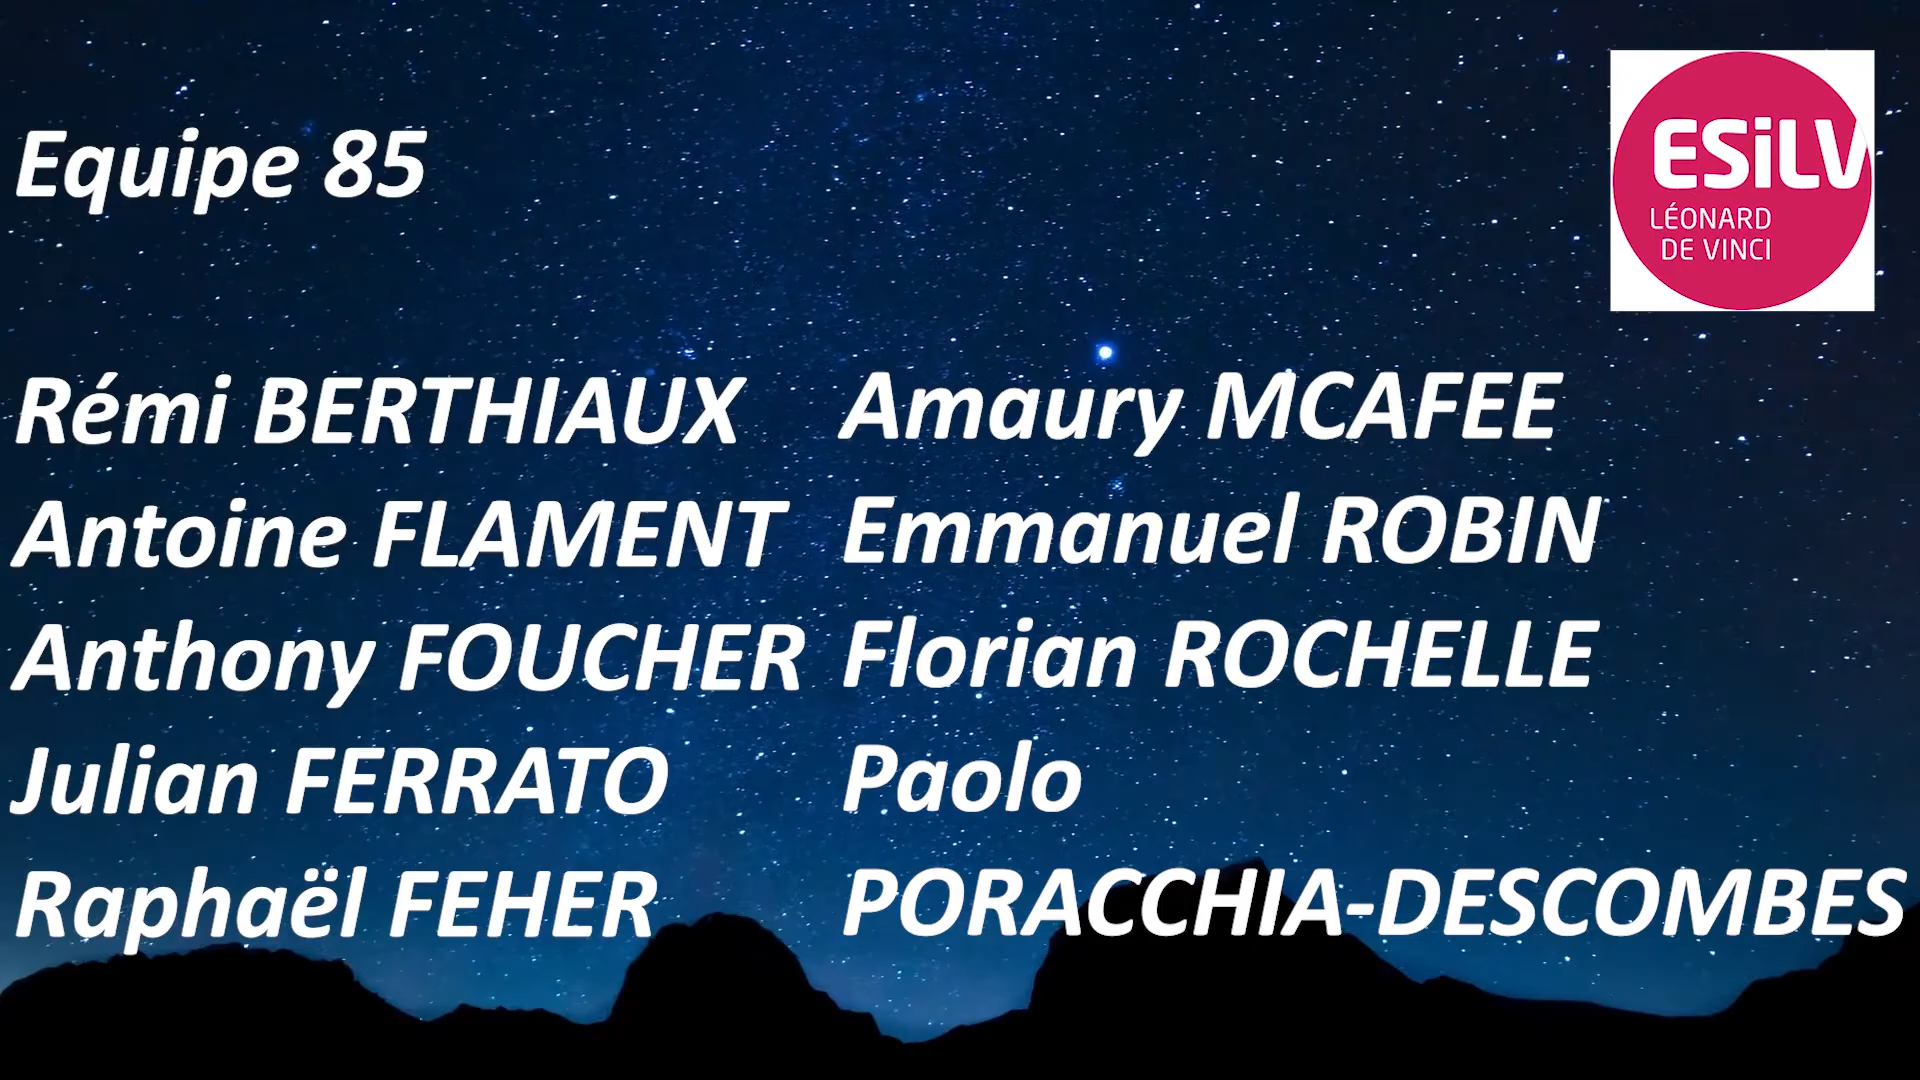 Equipe 85
ESiLV
LÉONARD
DE VINCI
Rémi BERTHIAUX
Antoine FLAMENT
Anthony FOUCHER
Julian FERRATO
Raphaël FEHER
Amaury MCAFEE
Emmanuel ROBIN
Florian ROCHELLE
Paolo
PORACCHIA-DESCOMBES